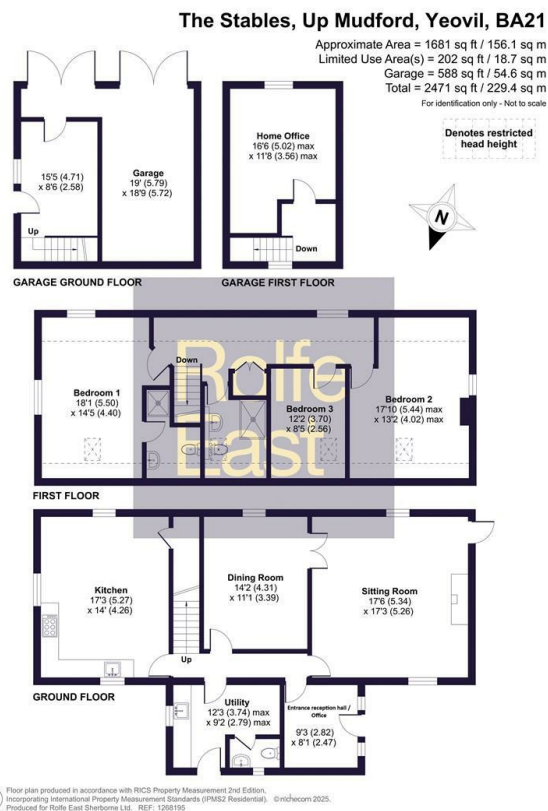 The Stables, Up Mudford, Yeovil, BA21
Approximate Area = 1681 sq ft / 156.1 sq m
Limited Use Area(s) = 202 sq ft / 18.7 sq m
Garage = 588 sq ft / 54.6 sq m
Total = 2471 sq ft / 229.4 sq m
For identification only - Not to scale
Denotes restricted
head height
N
15'5 (4.71)
x 8'6 (2.58)
Up
Garage
19' (5.79)
x 18'9 (5.72)
GARAGE GROUND FLOOR
Home Office
16'6 (5.02) max
x 11'8 (3.56) max
Down
GARAGE FIRST FLOOR
Rolfe
East
Bedroom 1
18'1 (5.50)
x 14'5 (4.40)
Down
Bedroom 3
12'2 (3.70)
x 8'5 (2.56)
Bedroom 2
17'10 (5.44) max
x 13'2 (4.02) max
FIRST FLOOR
Kitchen
17'3 (5.27)
x 14' (4.26)
Up
Dining Room
14'2 (4.31)
x 11'1 (3.39)
Sitting Room
17'6 (5.34)
x 17'3 (5.26)
GROUND FLOOR
Utility
12'3 (3.74) max
x 9'2 (2.79) max
Entrance reception hall /
Office
9'3 (2.82)
x 8'1 (2.47)
Floor plan produced in accordance with RICS Property Measurement 2nd Edition,
Incorporating International Property Measurement Standards (IPMS2 Residential). © nichecom 2025.
Produced for Rolfe East Sherborne Ltd. REF: 1268195